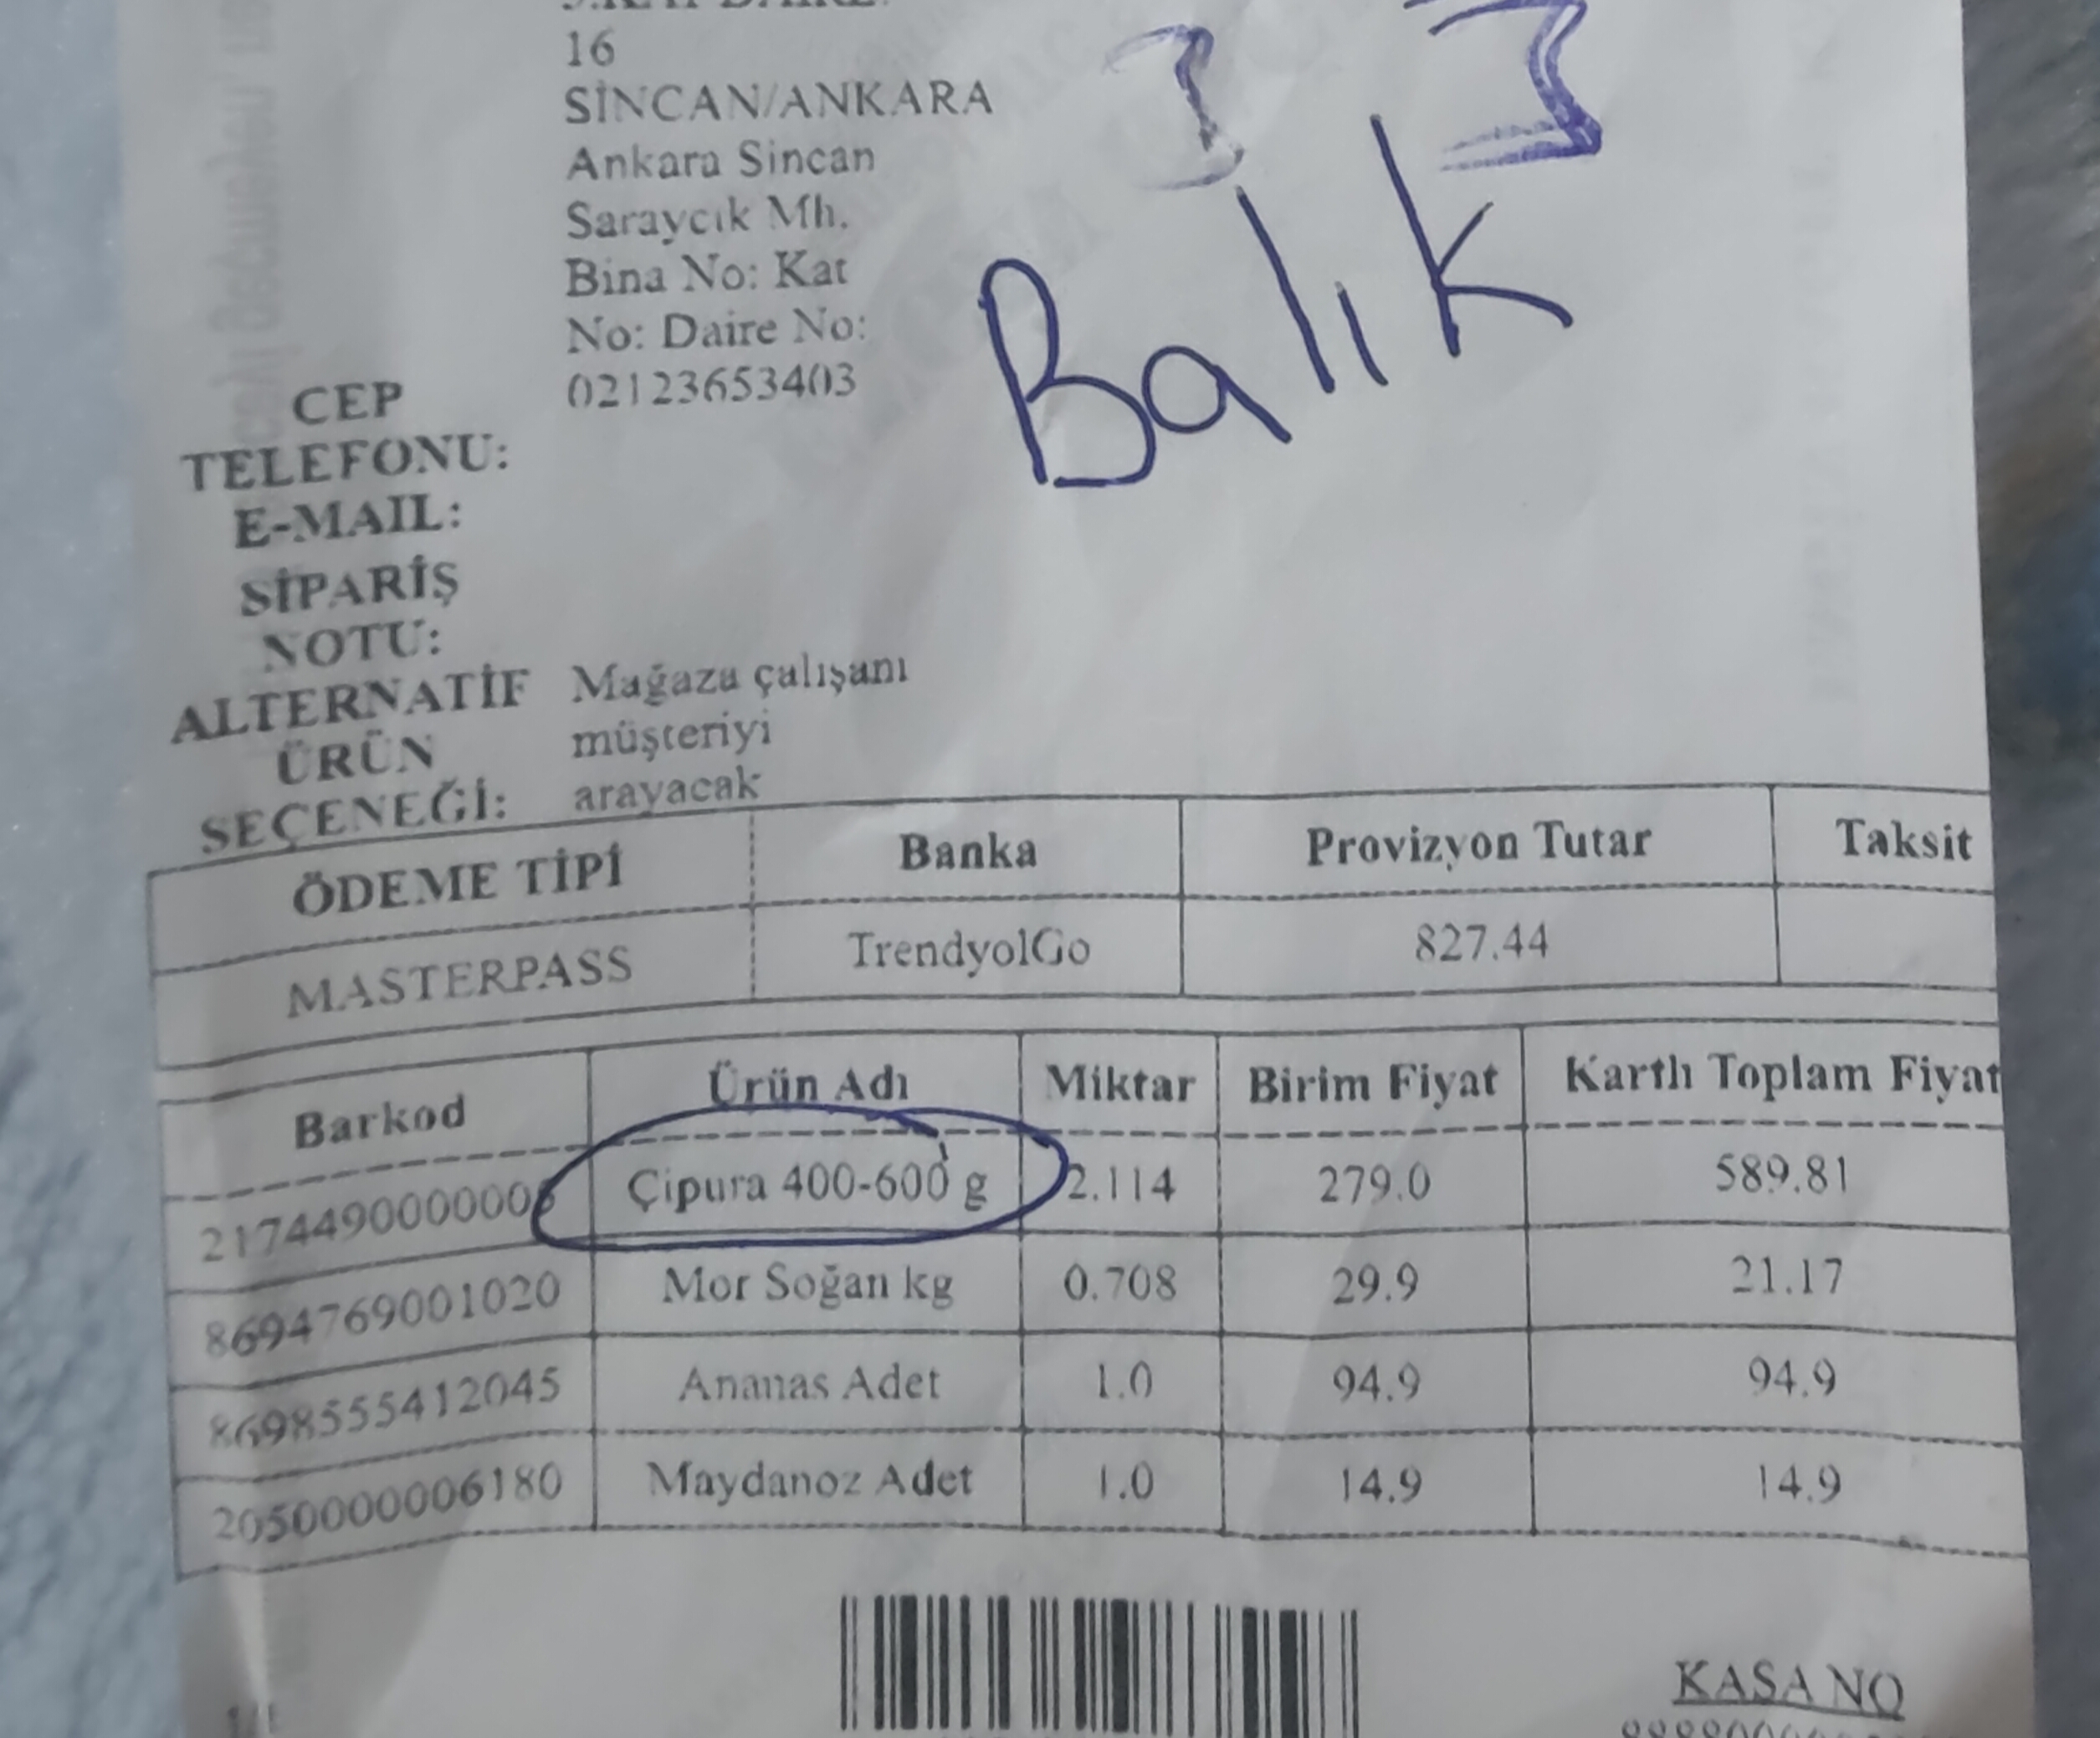 16
SİNCAN/ANKARA
Ankara Sincan
Saraycık Mh.
Bina No: Kat
No: Daire No:
CEP TELEFONU: 02123653403
E-MAIL:
SİPARİŞ NOTU:
ALTERNATİF ÜRÜN SEÇENEĞİ: Mağaza çalışanı müşteriyi arayacak
Balık
ÖDEME TİPİ Banka Provizyon Tutar Taksit
MASTERPASS TrendyolGo 827.44
Barkod Ürün Adı Miktar Birim Fiyat Kartlı Toplam Fiyat
Çipura 400-600 g 2.114 279.0 589.81
8694769001020 Mor Soğan kg 0.708 29.9 21.17
8698555412045 Ananas Adet 1.0 94.9 94.9
2050000006180 Maydanoz Adet 1.0 14.9 14.9
KASA NO